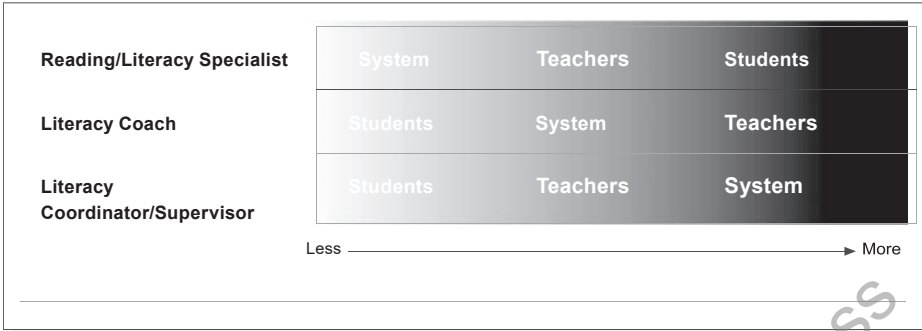 Reading/Literacy Specialist System Teachers Students
Literacy Coach Students System Teachers
Literacy
Coordinator/Supervisor Students Teachers System
Less More